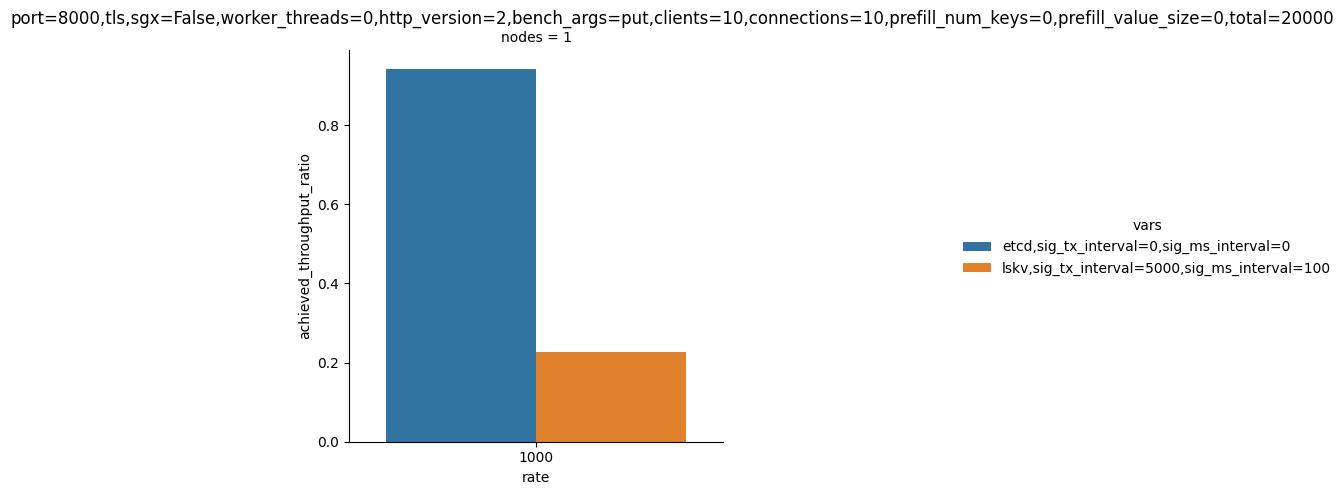 port=8000,tls,sgx=False,worker_threads=0,http_version=2,bench_args=put,clients=10,connections=10,prefill_num_keys=0,prefill_value_size=0,total=20000
nodes = 1
achieved_throughput_ratio
0.8
0.6
0.4
0.2
0.0
1000
rate
vars
etcd,sig_tx_interval=0,sig_ms_interval=0
lskv,sig_tx_interval=5000,sig_ms_interval=100